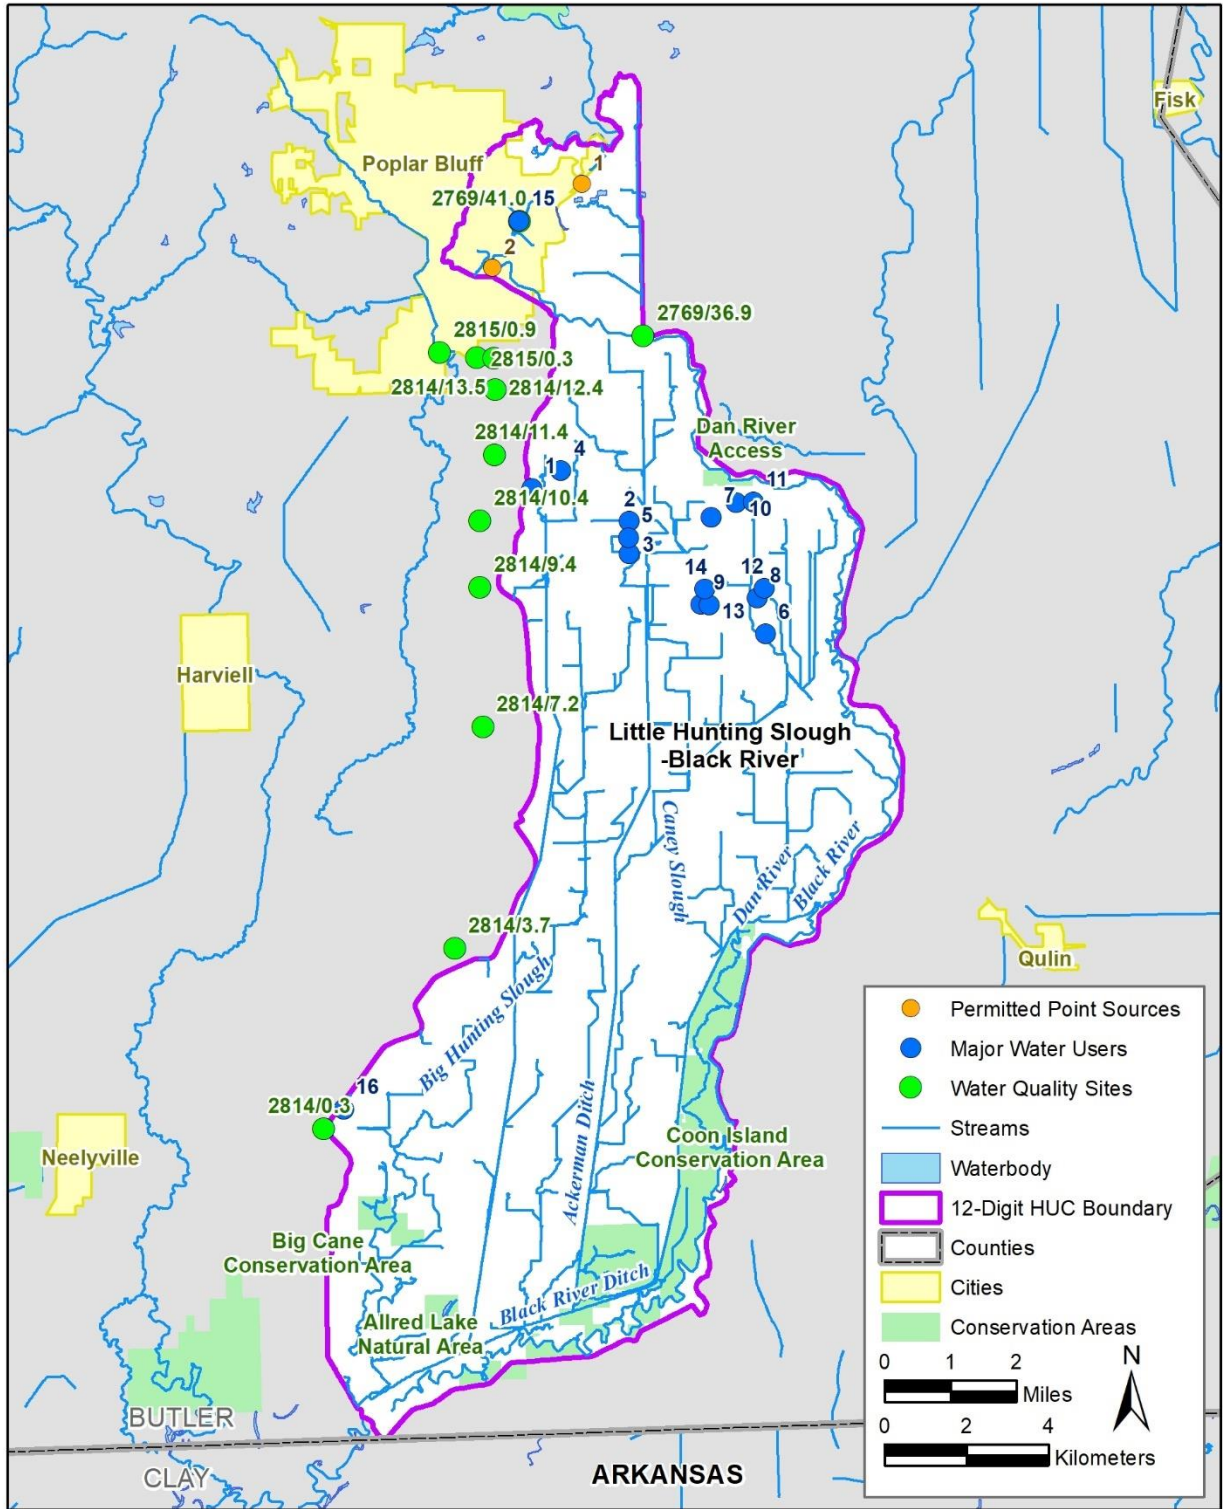 Fisk
Poplar Bluff
1
2769/41.0
15
2
2769/36.9
2815/0.9
2815/0.3
2814/13.5
2814/12.4
Dan River
Access
2814/11.4
4
1
11
7
10
2814/10.4
2
5
3
2814/9.4
14
9
12
8
13
6
Harviell
2814/7.2
Little Hunting Slough
-Black River
Caney Slough
Dan River
Black River
2814/3.7
Qulin
Big Hunting Slough
16
2814/0.3
Ackerman Ditch
Coon Island
Conservation Area
Neelyville
Big Cane
Conservation Area
Black River Ditch
Allred Lake
Natural Area
BUTLER
CLAY
ARKANSAS
Permitted Point Sources
Major Water Users
Water Quality Sites
Streams
Waterbody
12-Digit HUC Boundary
Counties
Cities
Conservation Areas
0 1 2
Miles
0 2 4
Kilometers
N